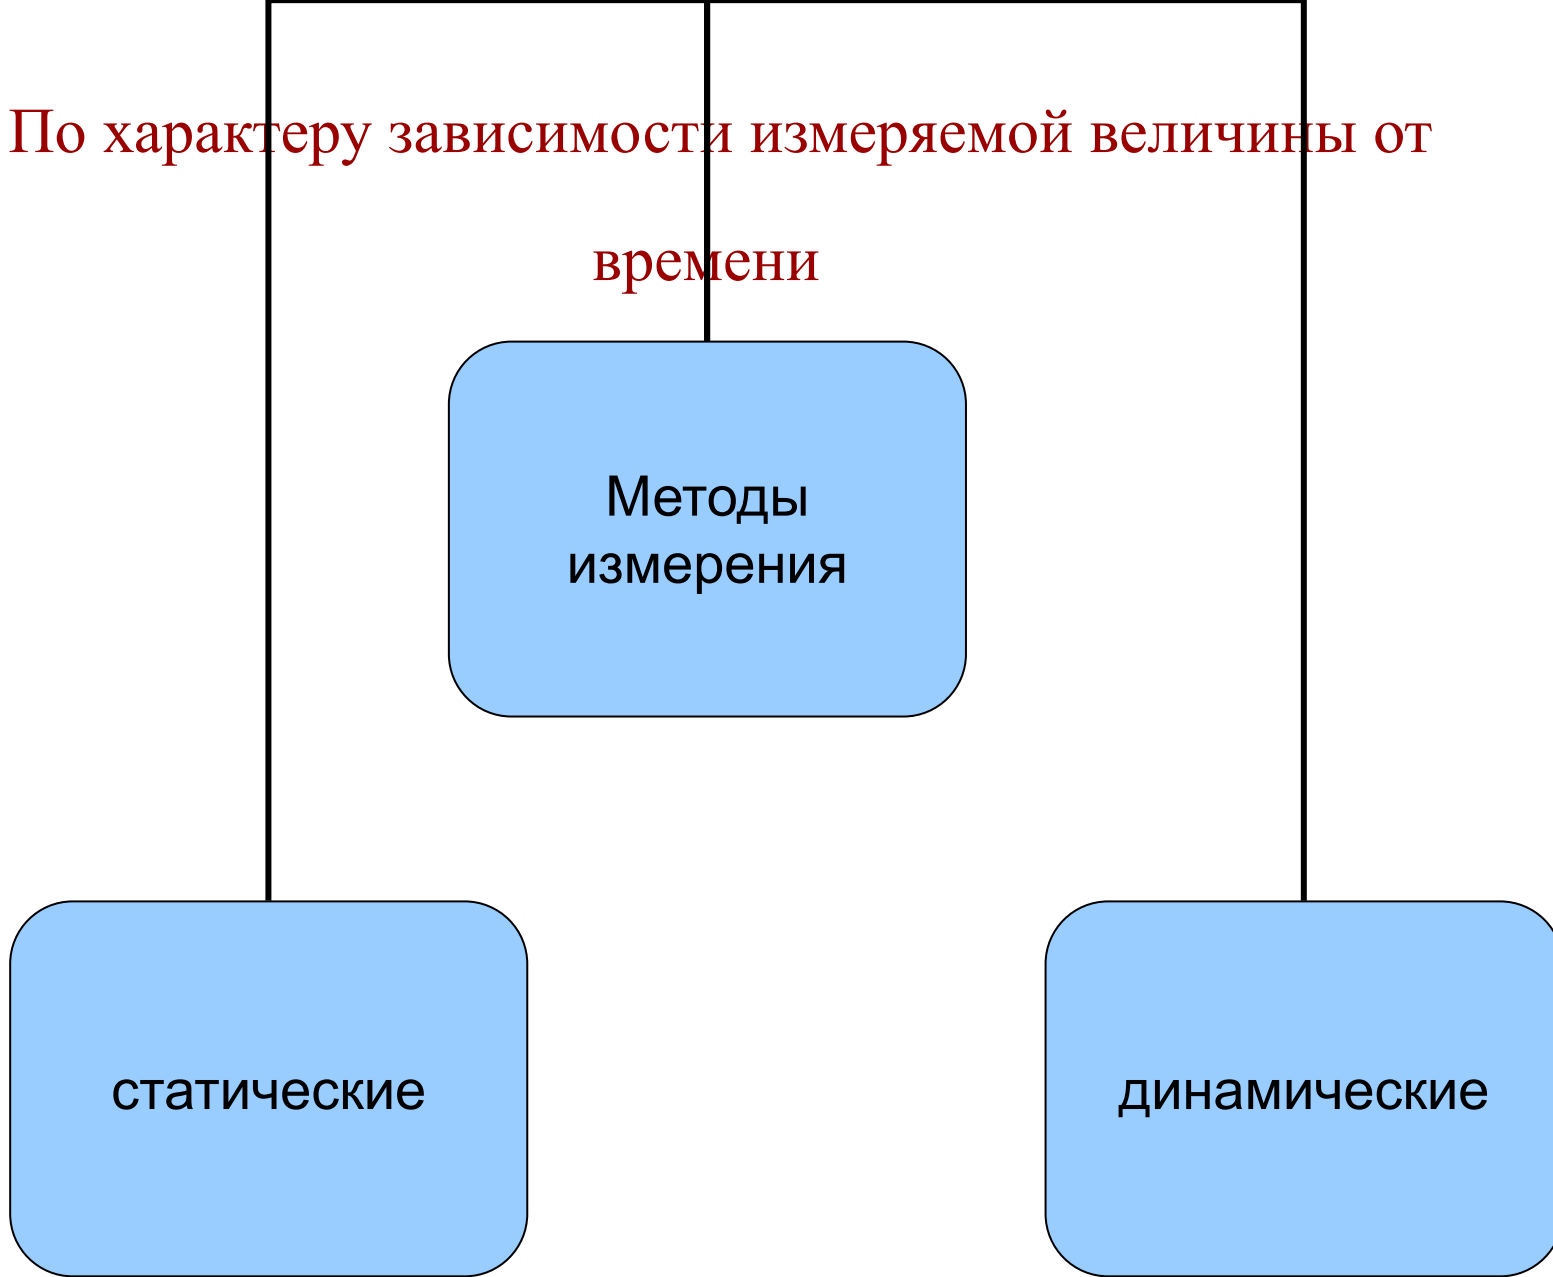 По характеру зависимости измеряемой величины от
времени
Методы
измерения
статические
динамические